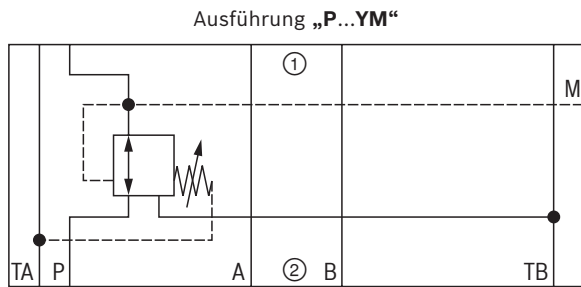 Ausführung „P...YM“
①
M
TA P A ② B TB